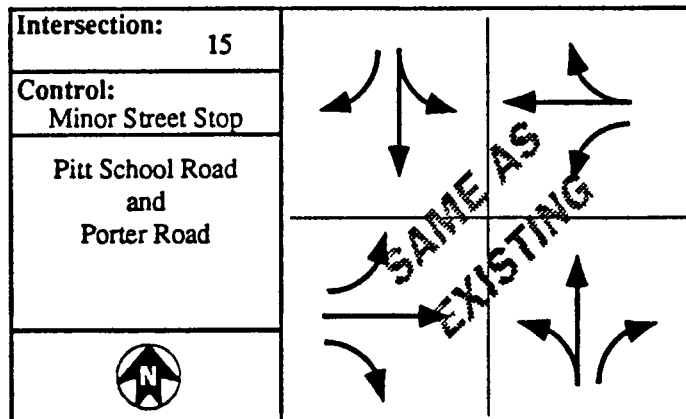 Intersection:
15
Control:
Minor Street Stop
Pitt School Road
and
Porter Road
N
SAME AS
EXISTING